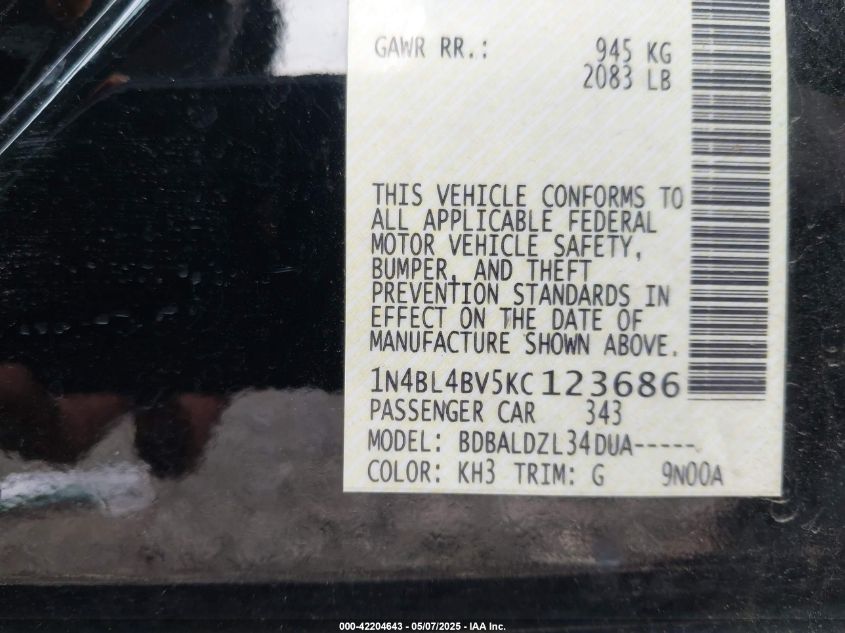 GAWR RR.: 945 KG
2083 LB
THIS VEHICLE CONFORMS TO
ALL APPLICABLE FEDERAL
MOTOR VEHICLE SAFETY,
BUMPER, AND THEFT
PREVENTION STANDARDS IN
EFFECT ON THE DATE OF
MANUFACTURE SHOWN ABOVE.
1N4BL4BV5KC123686
PASSENGER CAR 343
MODEL: BDBALDZL34DUA-----
COLOR: KH3 TRIM: G 9N00A
000-42204643 - 05/07/2025 - IAA Inc.